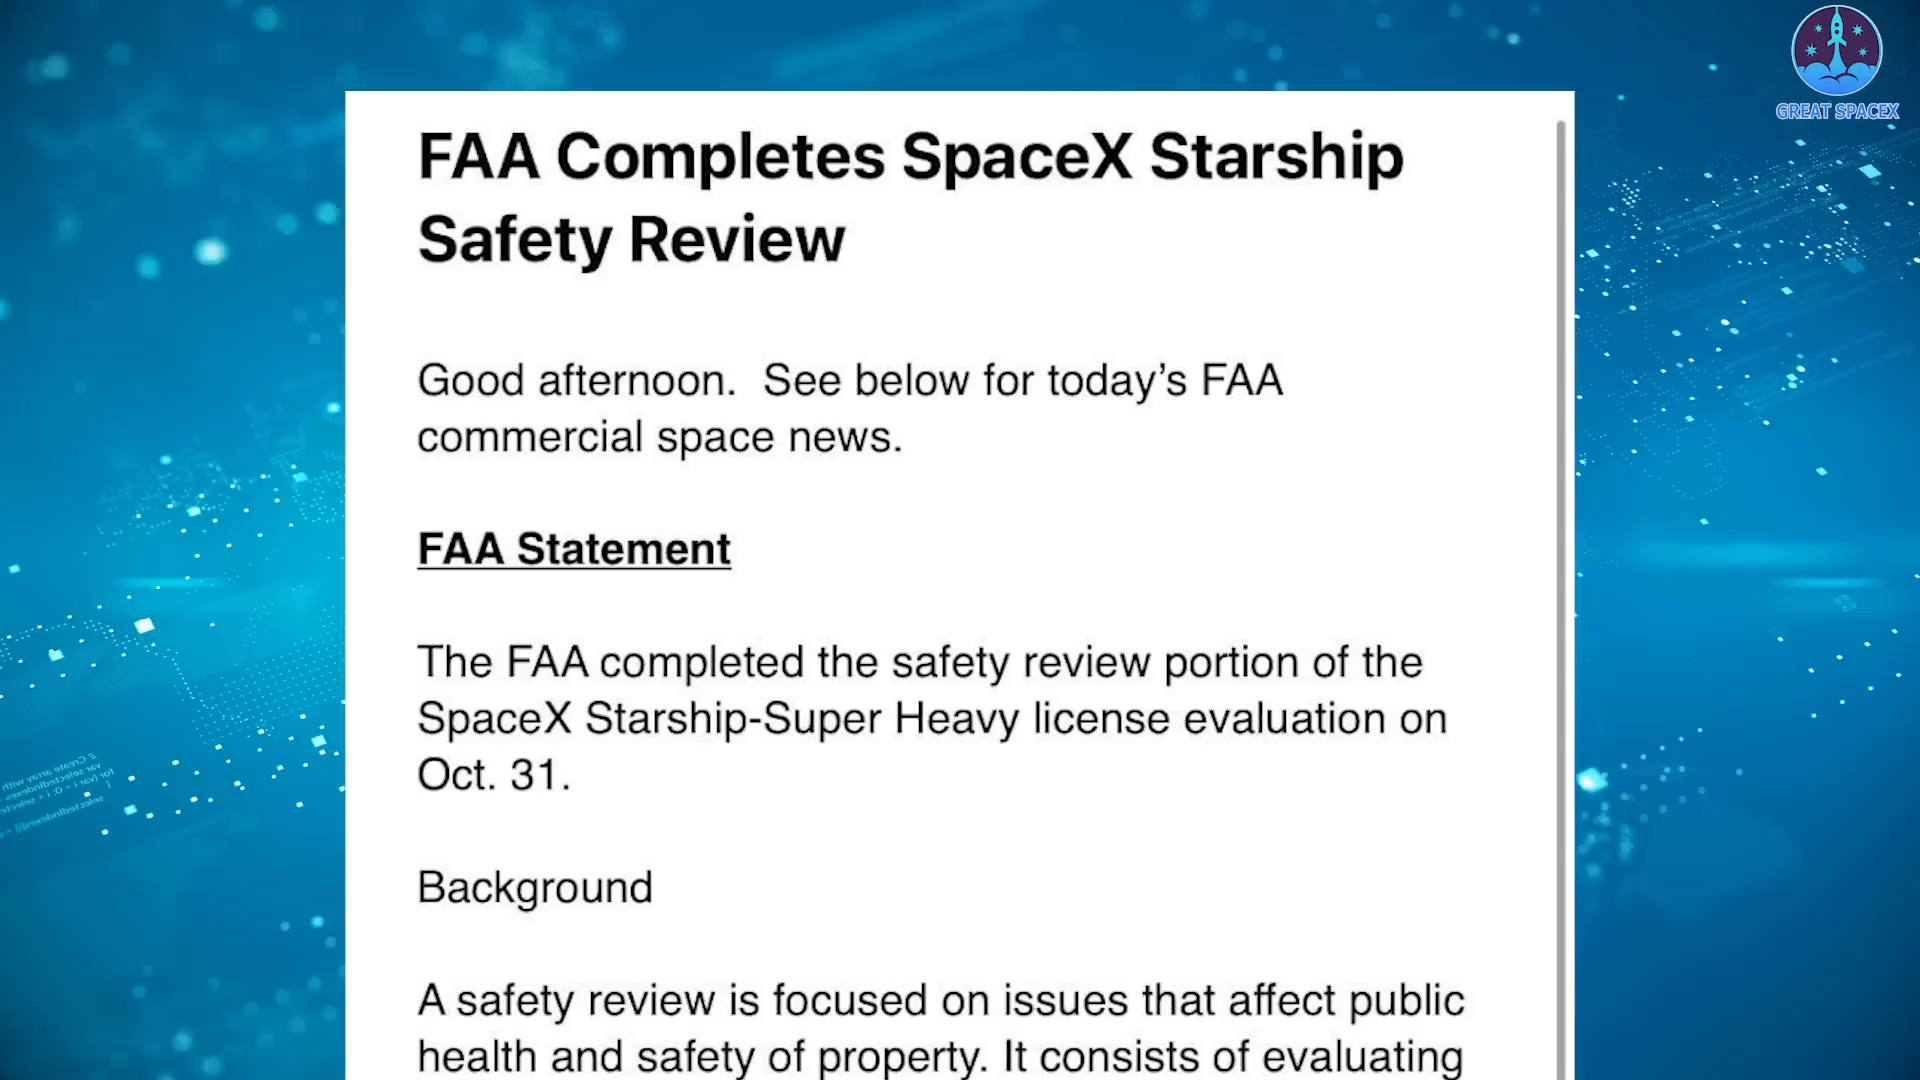 GREAT SPACEX
FAA Completes SpaceX Starship
Safety Review
Good afternoon.  See below for today’s FAA
commercial space news.
FAA Statement
The FAA completed the safety review portion of the
SpaceX Starship-Super Heavy license evaluation on
Oct. 31.
Background
A safety review is focused on issues that affect public
health and safety of property. It consists of evaluating